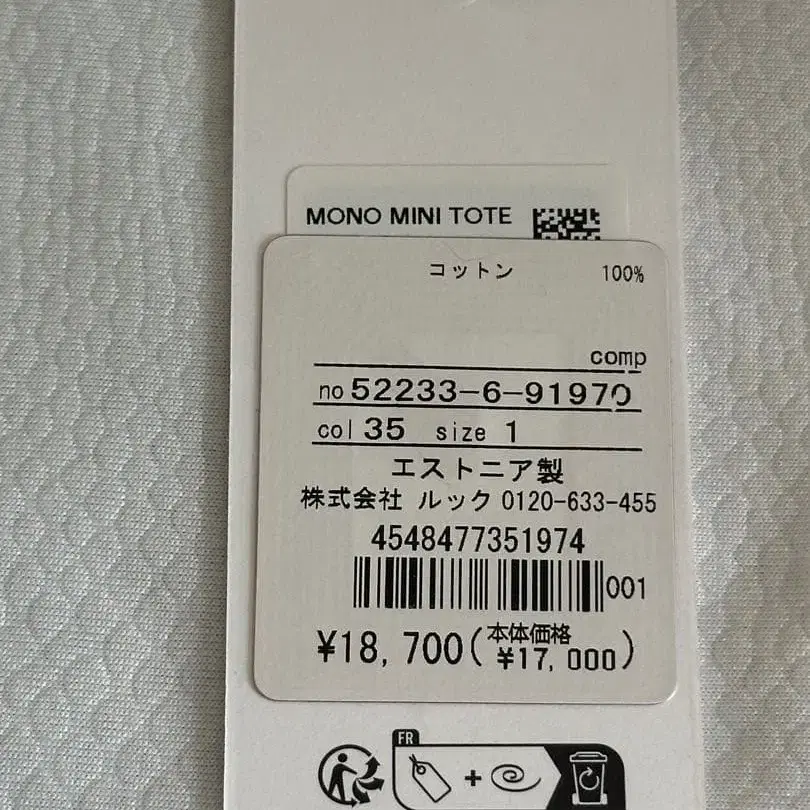 MONO MINI TOTE
コットン 100%
comp
no 52233-6-91970
col 35 size 1
エストニア製
株式会社 ルック 0120-633-455
4548477351974
001
¥18,700(本体価格 ¥17,000)
FR
+